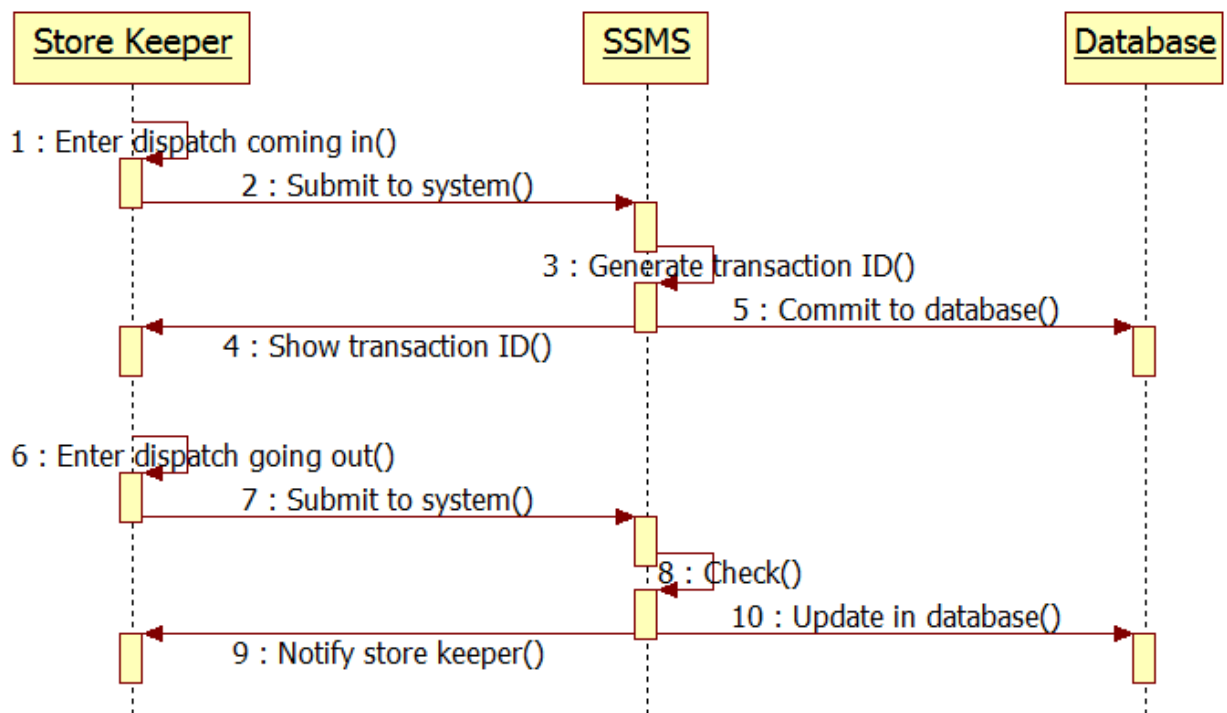 Store Keeper
SSMS
Database
1 : Enter dispatch coming in()
2 : Submit to system()
3 : Generate transaction ID()
5 : Commit to database()
4 : Show transaction ID()
6 : Enter dispatch going out()
7 : Submit to system()
8 : Check()
10 : Update in database()
9 : Notify store keeper()